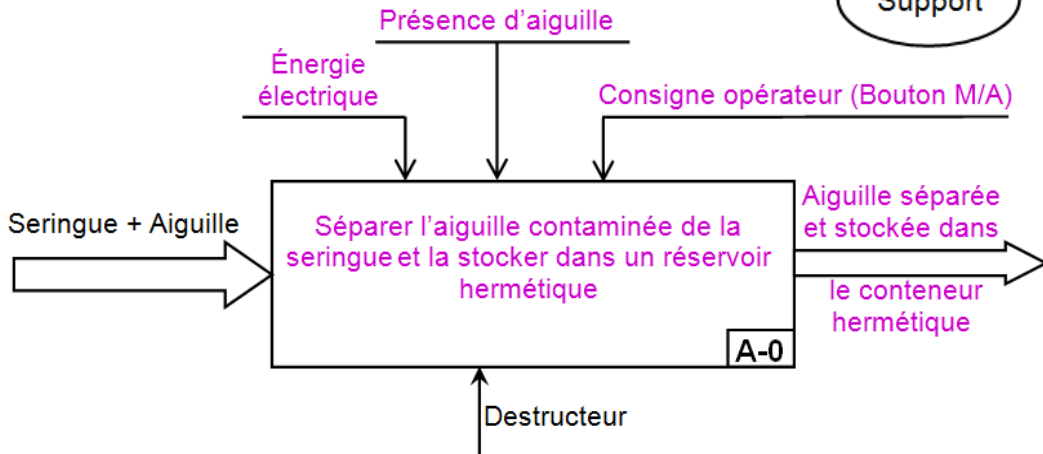 Support
Présence d'aiguille
Énergie
électrique
Consigne opérateur (Bouton M/A)
Seringue + Aiguille
Séparer l'aiguille contaminée de la
seringue et la stocker dans un réservoir
hermétique
A-0
Aiguille séparée
et stockée dans
le conteneur
hermétique
Destructeur